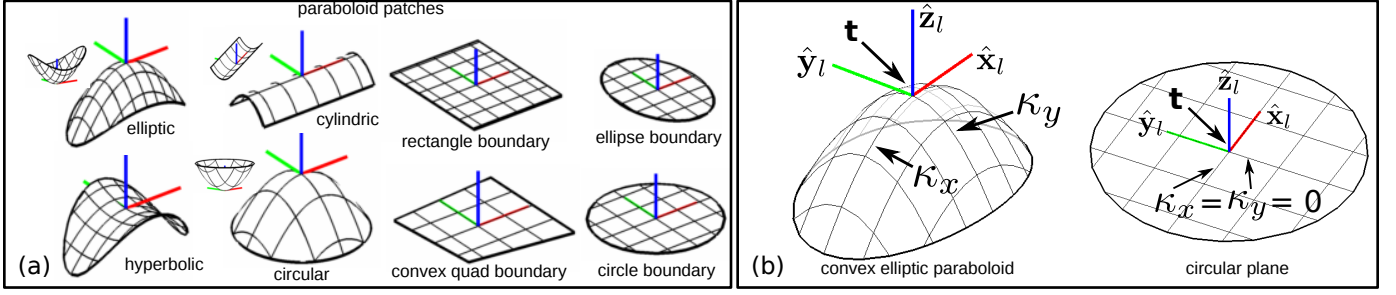 paraboloid patches
elliptic
cylindric
rectangle boundary
ellipse boundary
hyperbolic
circular
convex quad boundary
circle boundary
(a)
t
ẑₗ
ŷₗ
x̂ₗ
κy
κx
convex elliptic paraboloid
t
ẑₗ
x̂ₗ
ŷₗ
κx = κy = 0
circular plane
(b)